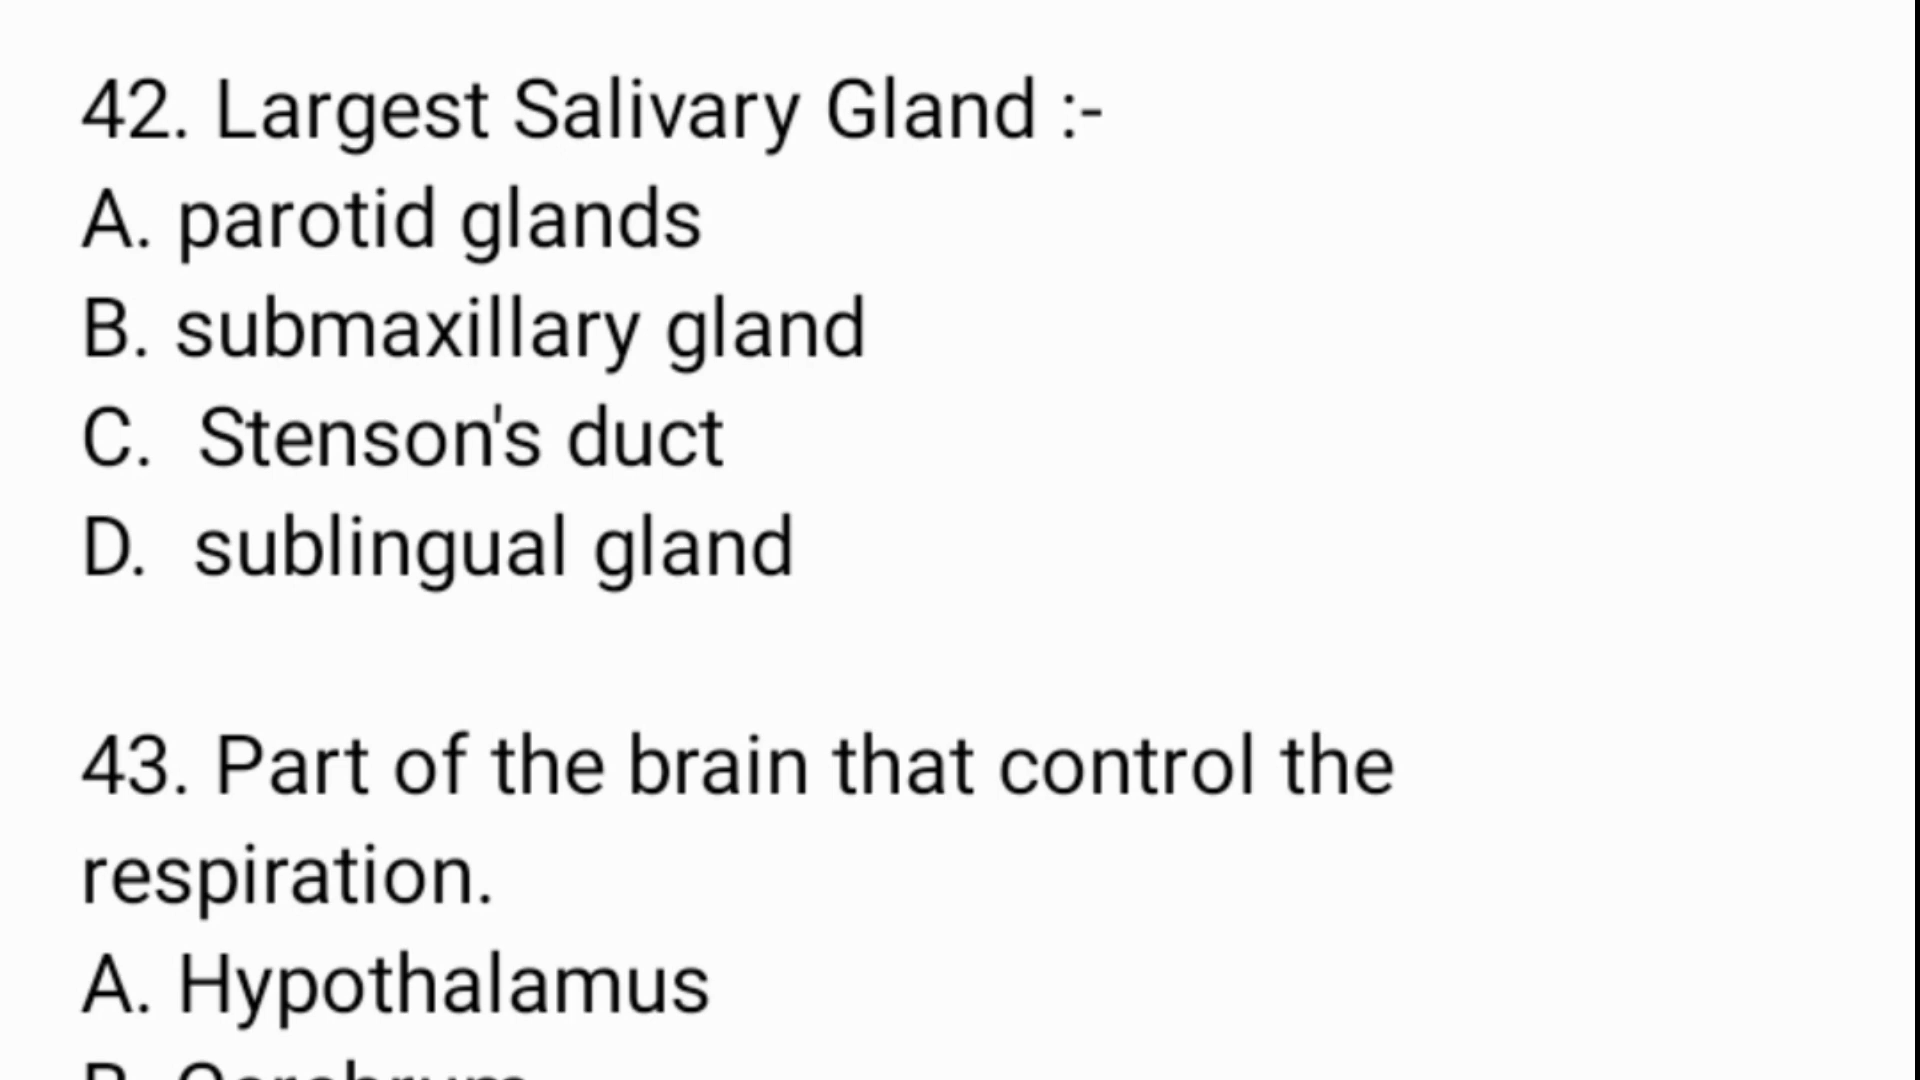 42. Largest Salivary Gland :-
A. parotid glands
B. submaxillary gland
C.  Stenson's duct
D.  sublingual gland
43. Part of the brain that control the
respiration.
A. Hypothalamus
B. Cerebrum